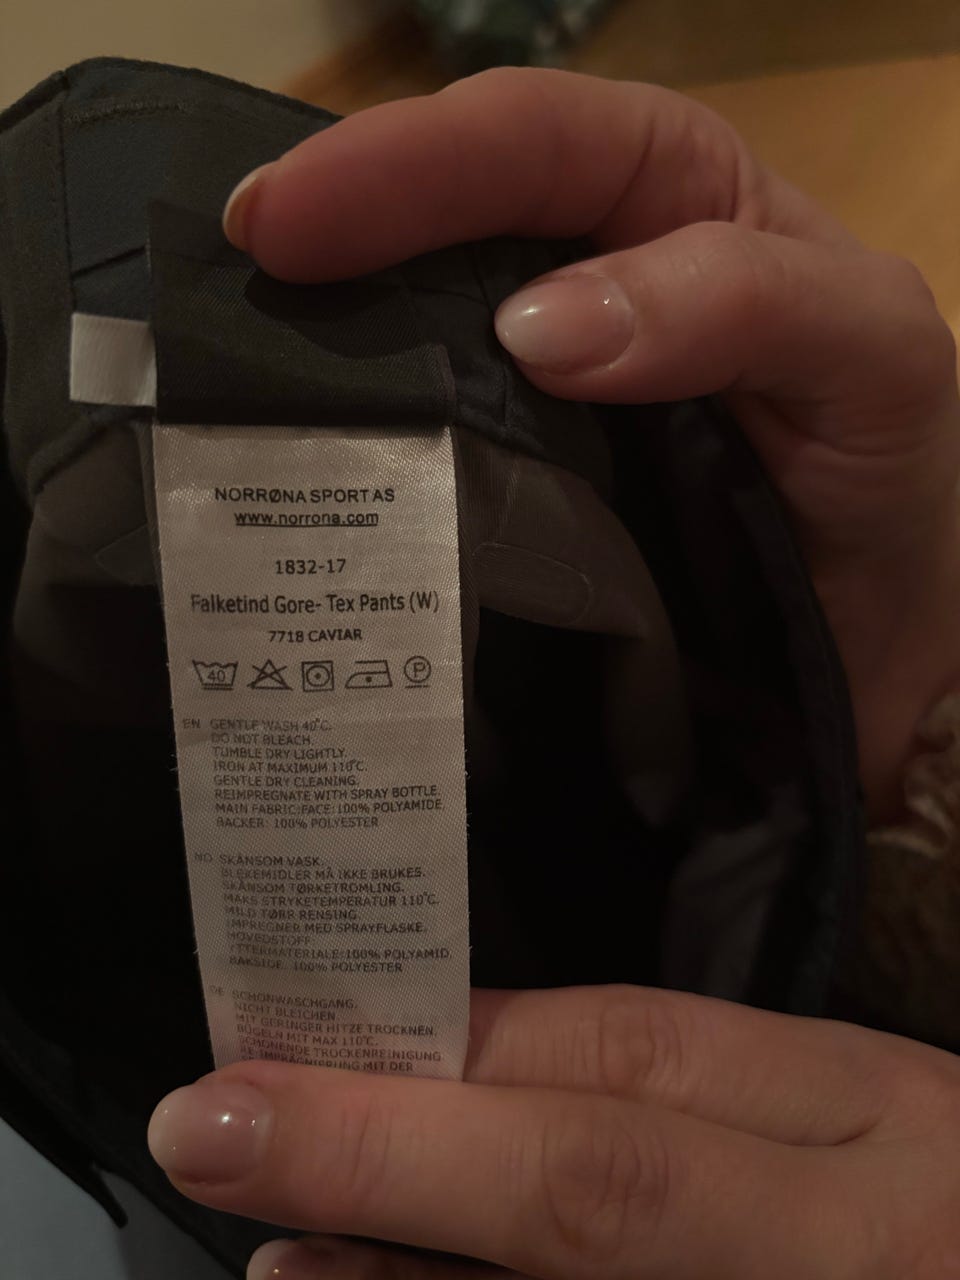 NORRØNA SPORT AS
www.norrona.com
1832-17
Falketind Gore- Tex Pants (W)
7718 CAVIAR
40 P
EN GENTLE WASH 40°C.
DO NOT BLEACH.
TUMBLE DRY LIGHTLY.
IRON AT MAXIMUM 110°C.
GENTLE DRY CLEANING.
REIMPREGNATE WITH SPRAY BOTTLE.
MAIN FABRIC:FACE:100% POLYAMIDE,
BACKER: 100% POLYESTER
NO SKÅNSOM VASK.
BLEKEMIDLER MÅ IKKE BRUKES.
SKÅNSOM TØRKETROMLING.
MAKS STRYKETEMPERATUR 110°C.
MILD TØRR RENSING.
IMPREGNER MED SPRAYFLASKE.
HOVEDSTOFF
YTTERMATERIALE:100% POLYAMID,
BAKSIDE: 100% POLYESTER
DE SCHONWASCHGANG.
NICHT BLEICHEN.
MIT GERINGER HITZE TROCKNEN.
BÜGELN MIT MAX 110°C.
SCHONENDE TROCKENREINIGUNG
RE-IMPRÄGNIERUNG MIT DER